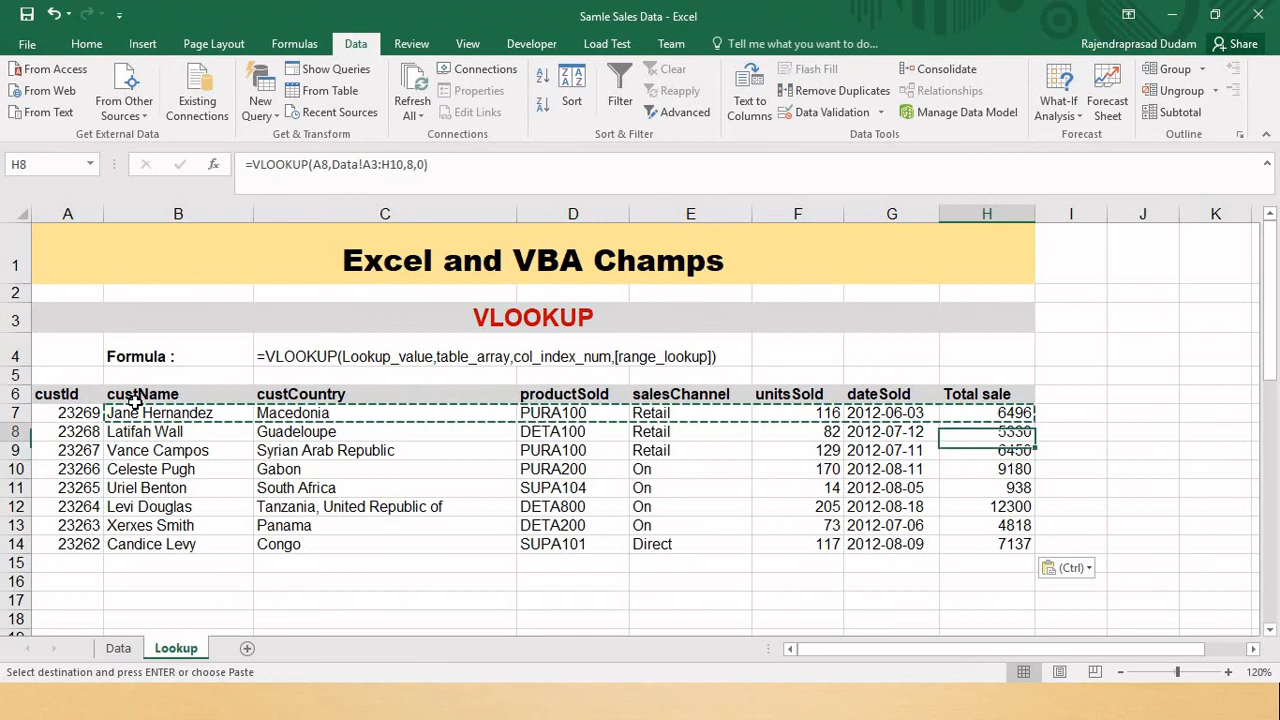 Samle Sales Data - Excel
File Home Insert Page Layout Formulas Data Review View Developer Load Test Team Tell me what you want to do... Rajendraprasad Dudam Share
From Access
From Web
From Text
From Other Sources
Existing Connections
Get External Data
New Query
Show Queries
From Table
Recent Sources
Get & Transform
Refresh All
Connections
Properties
Edit Links
Connections
Sort
Filter
Clear
Reapply
Advanced
Sort & Filter
Text to Columns
Flash Fill
Remove Duplicates
Data Validation
Consolidate
Relationships
Manage Data Model
Data Tools
What-If Analysis
Forecast Sheet
Forecast
Group
Ungroup
Subtotal
Outline
H8 fx =VLOOKUP(A8,Data!A3:H10,8,0)
A B C D E F G H I J K
1 Excel and VBA Champs
2
3 VLOOKUP
4 Formula : =VLOOKUP(Lookup_value,table_array,col_index_num,[range_lookup])
5
6 custId custName custCountry productSold salesChannel unitsSold dateSold Total sale
7 23269 Jane Hernandez Macedonia PURA100 Retail 116 2012-06-03 6496
8 23268 Latifah Wall Guadeloupe DETA100 Retail 82 2012-07-12 5330
9 23267 Vance Campos Syrian Arab Republic PURA100 Retail 129 2012-07-11 6450
10 23266 Celeste Pugh Gabon PURA200 On 170 2012-08-11 9180
11 23265 Uriel Benton South Africa SUPA104 On 14 2012-08-05 938
12 23264 Levi Douglas Tanzania, United Republic of DETA800 On 205 2012-08-18 12300
13 23263 Xerxes Smith Panama DETA200 On 73 2012-07-06 4818
14 23262 Candice Levy Congo SUPA101 Direct 117 2012-08-09 7137
15 (Ctrl)
16
17
18
Data Lookup
Select destination and press ENTER or choose Paste 120%